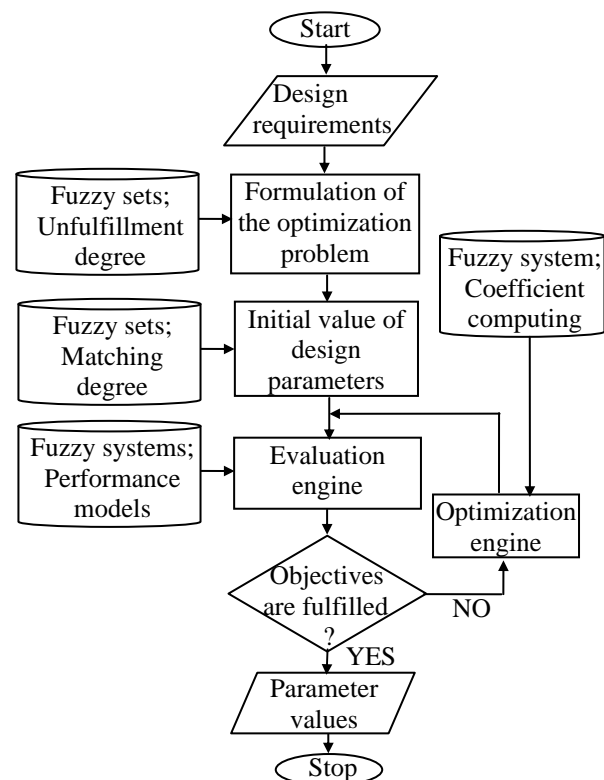 Start
Design
requirements
Fuzzy sets;
Unfulfillment
degree
Formulation of
the optimization
problem
Fuzzy system;
Coefficient
computing
Fuzzy sets;
Matching
degree
Initial value of
design
parameters
Fuzzy systems;
Performance
models
Evaluation
engine
Optimization
engine
Objectives
are fulfilled
?
NO
YES
Parameter
values
Stop